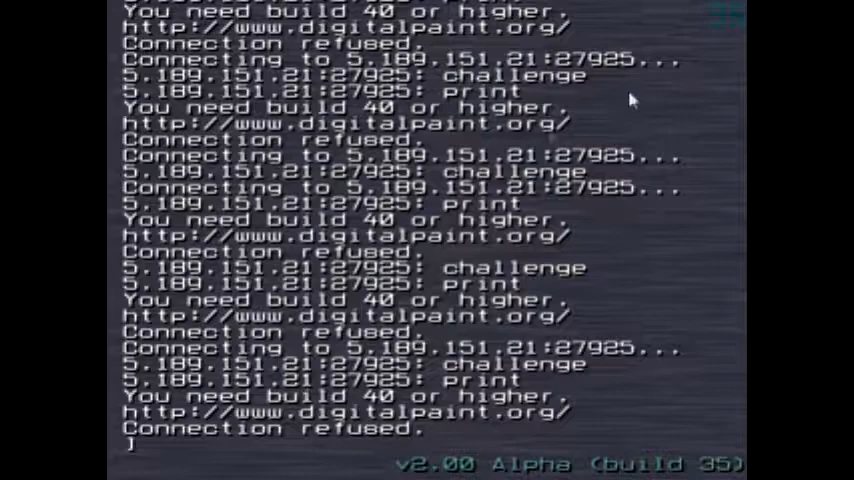 You need build 40 or higher.
http://www.digitalpaint.org/
Connection refused.
Connecting to 5.189.151.21:27925...
5.189.151.21:27925: challenge
5.189.151.21:27925: print
You need build 40 or higher.
http://www.digitalpaint.org/
Connection refused.
Connecting to 5.189.151.21:27925...
5.189.151.21:27925: challenge
Connecting to 5.189.151.21:27925...
5.189.151.21:27925: print
You need build 40 or higher.
http://www.digitalpaint.org/
Connection refused.
5.189.151.21:27925: challenge
5.189.151.21:27925: print
You need build 40 or higher.
http://www.digitalpaint.org/
Connection refused.
Connecting to 5.189.151.21:27925...
5.189.151.21:27925: challenge
5.189.151.21:27925: print
You need build 40 or higher.
http://www.digitalpaint.org/
Connection refused.
]
v2.00 Alpha (build 35)